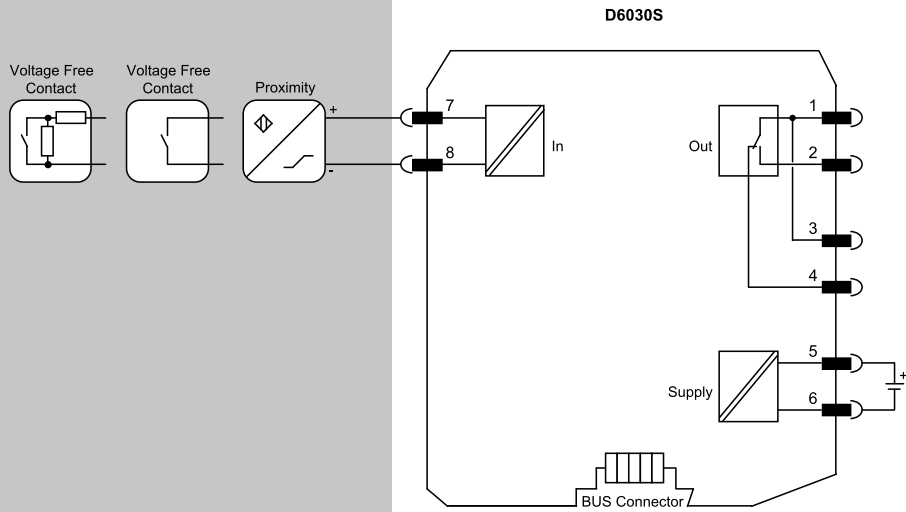 D6030S
Voltage Free
Contact
Voltage Free
Contact
Proximity
+
-
7
8
In
Out
1
2
3
4
Supply
5
6
+
BUS Connector